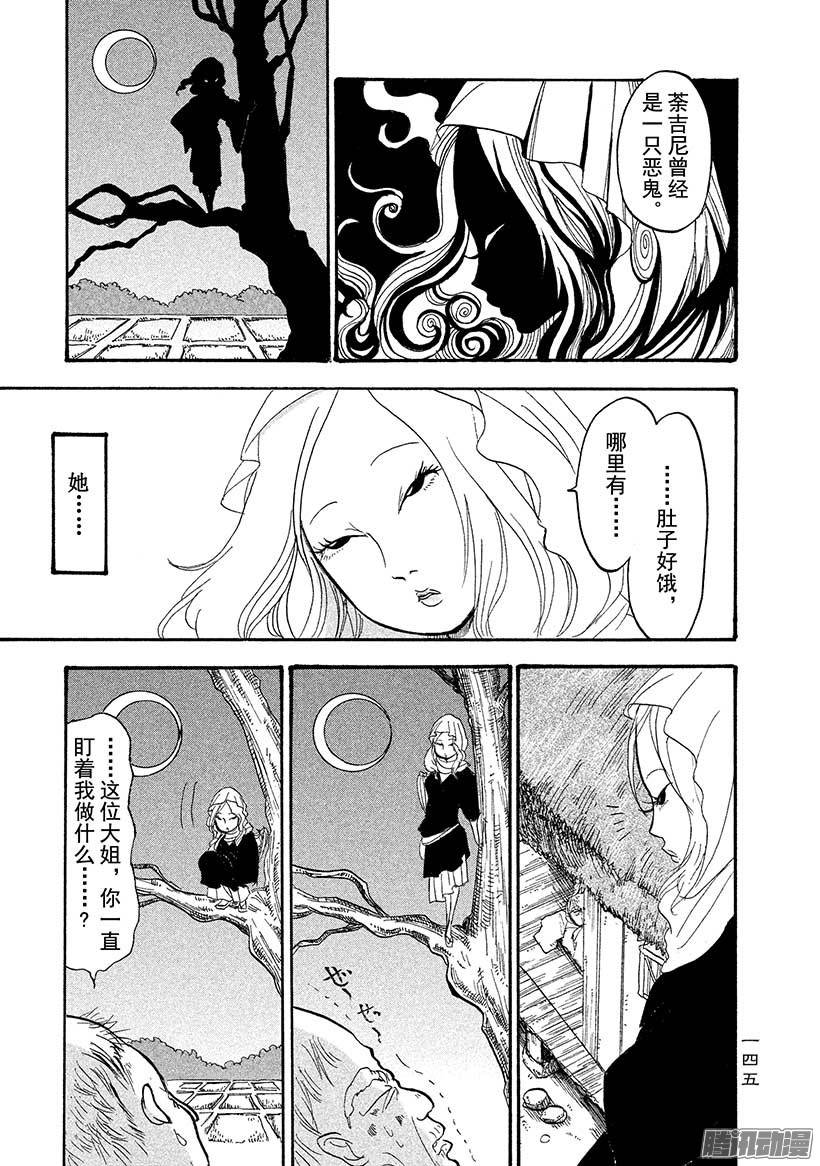 荼吉尼曾经
是一只恶鬼。
……肚子好饿，
哪里有……
她……
……这位大姐，你一直
盯着我做什么……？
ぜぇ
ぜぇ
一四五
腾讯动漫